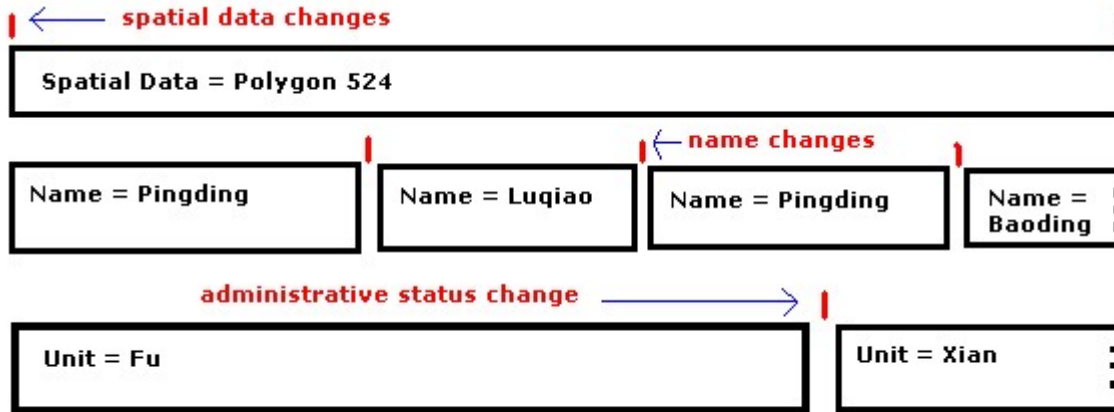 spatial data changes
Spatial Data = Polygon 524
name changes
Name = Pingding
Name = Luqiao
Name = Pingding
Name =
Baoding
administrative status change
Unit = Fu
Unit = Xian